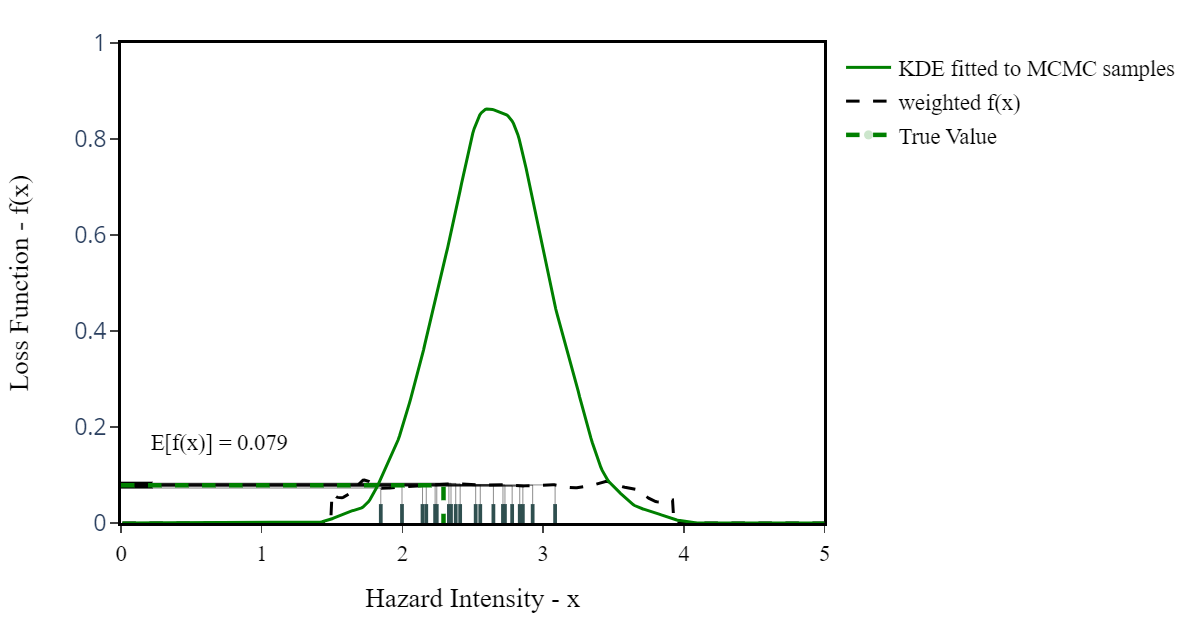 1
0.8
0.6
0.4
0.2
0
Loss Function - f(x)
E[f(x)] = 0.079
0 1 2 3 4 5
Hazard Intensity - x
KDE fitted to MCMC samples
weighted f(x)
True Value